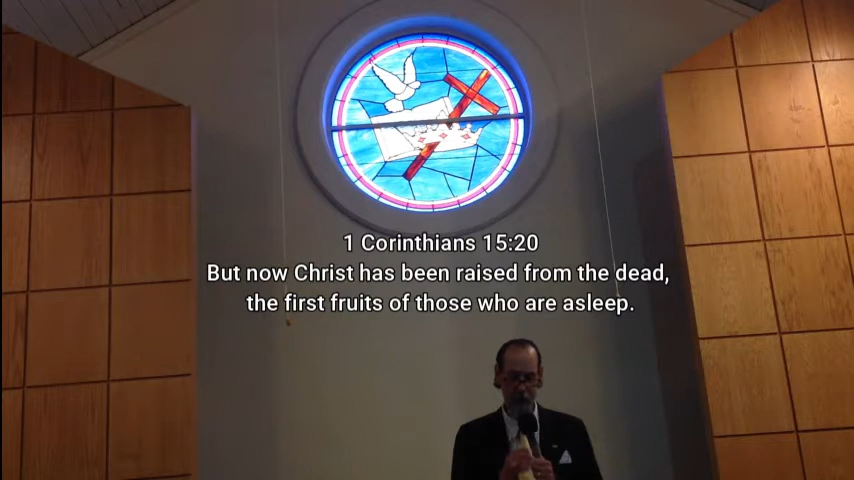 1 Corinthians 15:20
But now Christ has been raised from the dead,
the first fruits of those who are asleep.